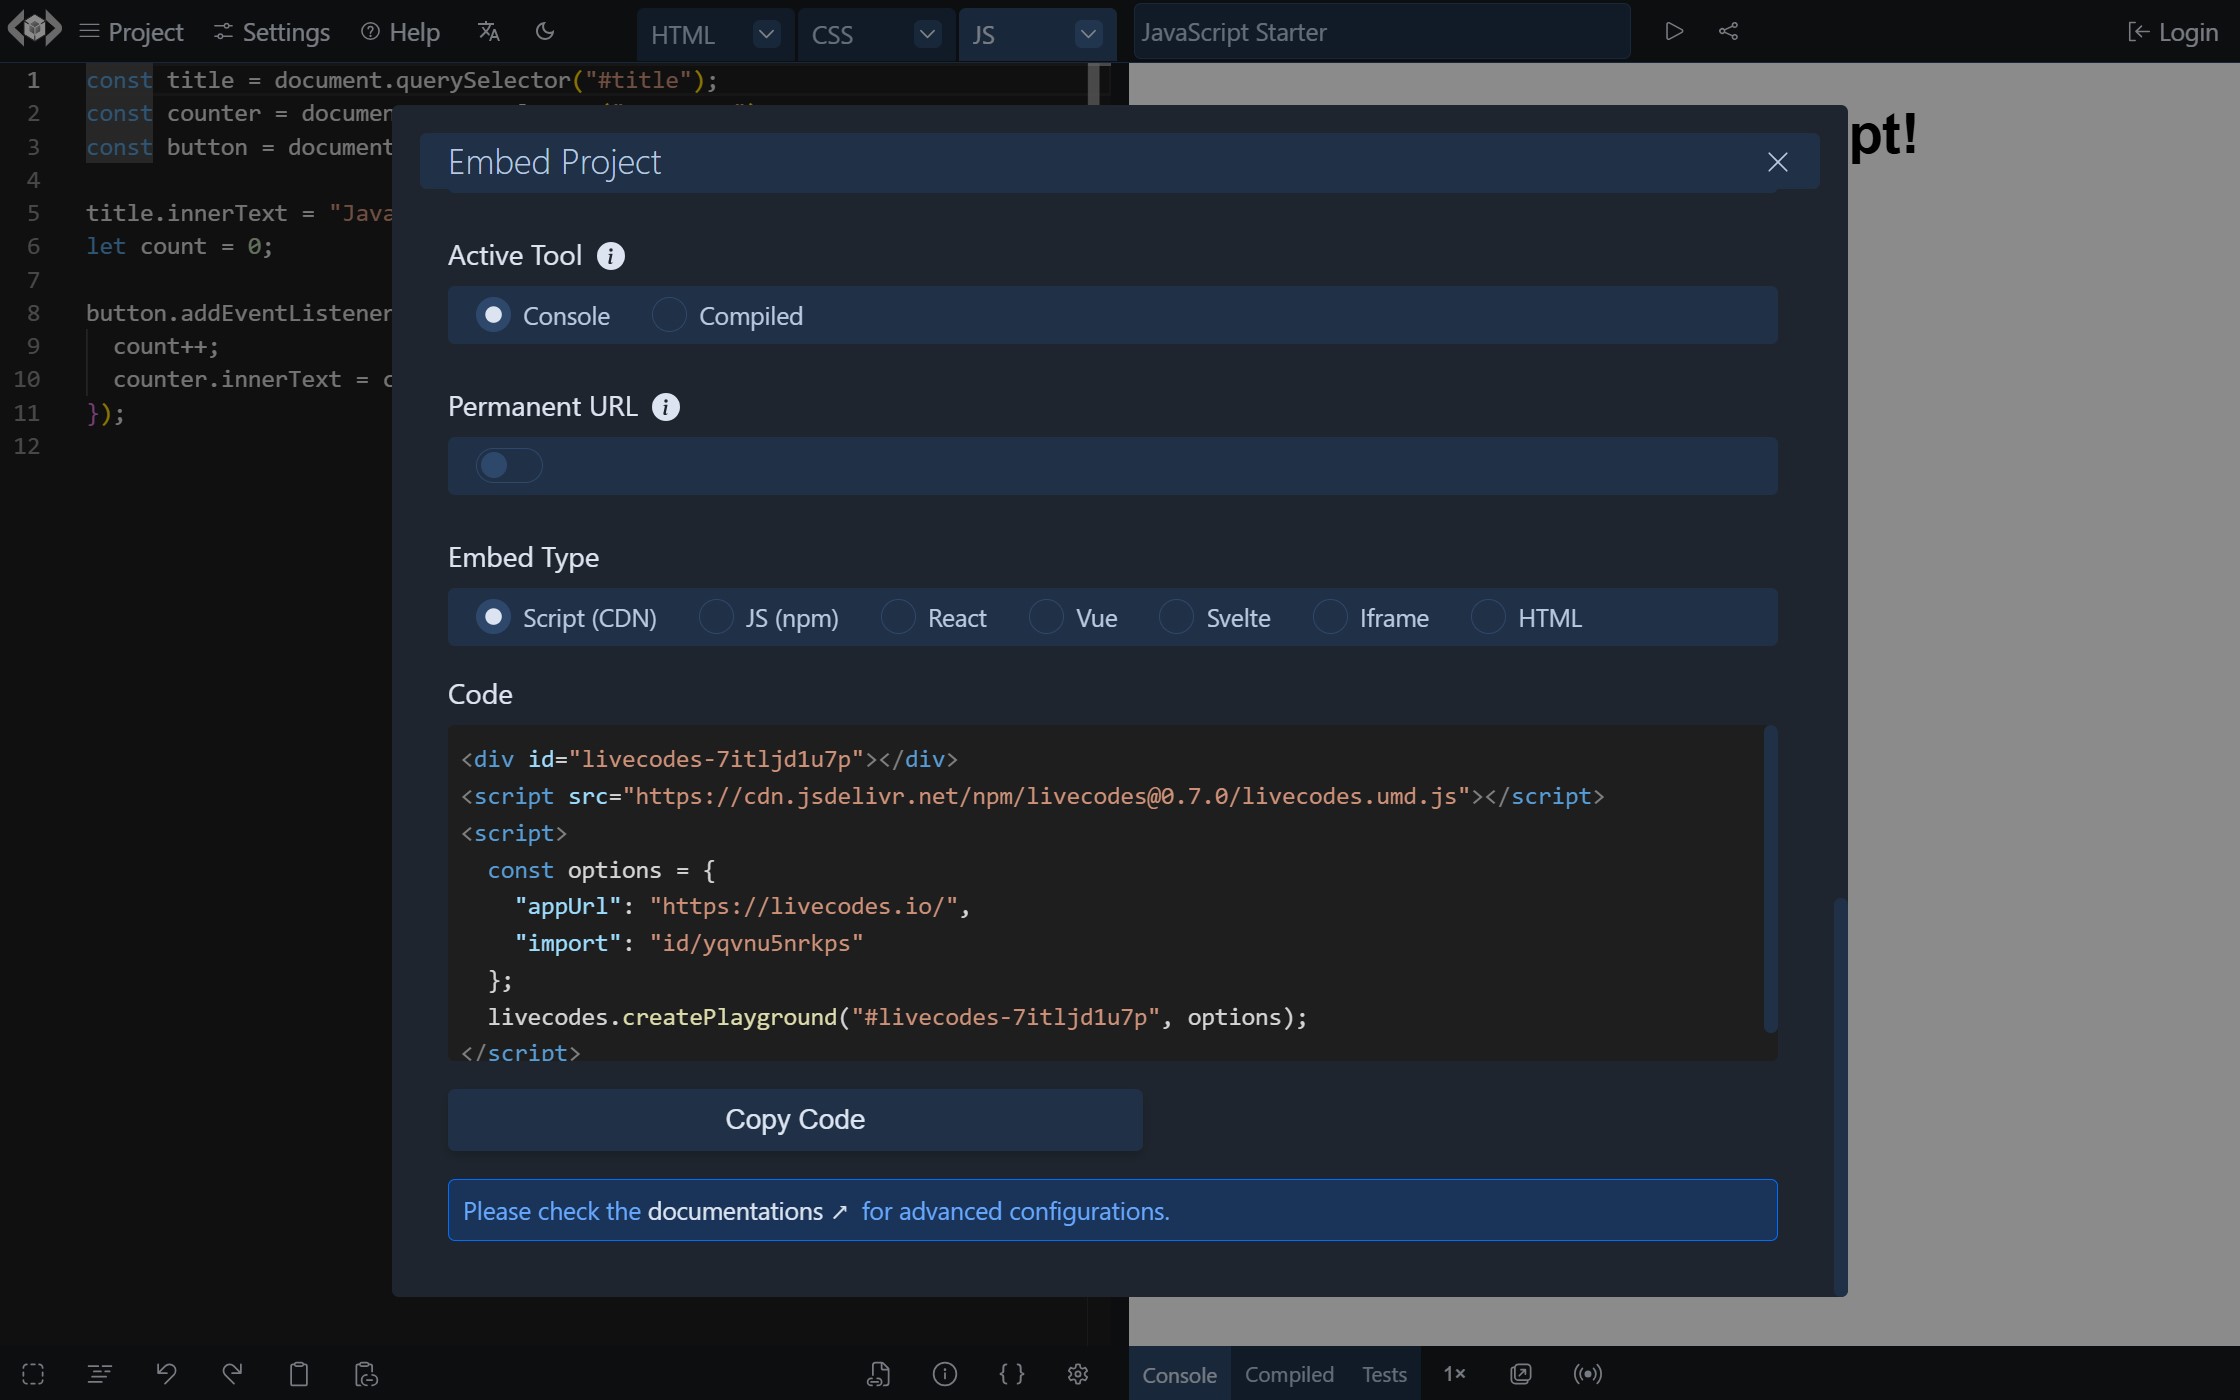 Project Settings Help HTML CSS JS JavaScript Starter Login
1 const title = document.querySelector("#title");
2 const counter = documen
3 const button = document
4
5 title.innerText = "Java
6 let count = 0;
7
8 button.addEventListener
9 count++;
10 counter.innerText = c
11 });
12
pt!
Embed Project
Active Tool
Console Compiled
Permanent URL
Embed Type
Script (CDN) JS (npm) React Vue Svelte Iframe HTML
Code
<div id="livecodes-7itljd1u7p"></div>
<script src="https://cdn.jsdelivr.net/npm/livecodes@0.7.0/livecodes.umd.js"></script>
<script>
const options = {
"appUrl": "https://livecodes.io/",
"import": "id/yqvnu5nrkps"
};
livecodes.createPlayground("#livecodes-7itljd1u7p", options);
</script>
Copy Code
Please check the documentations ↗ for advanced configurations.
Console Compiled Tests 1×